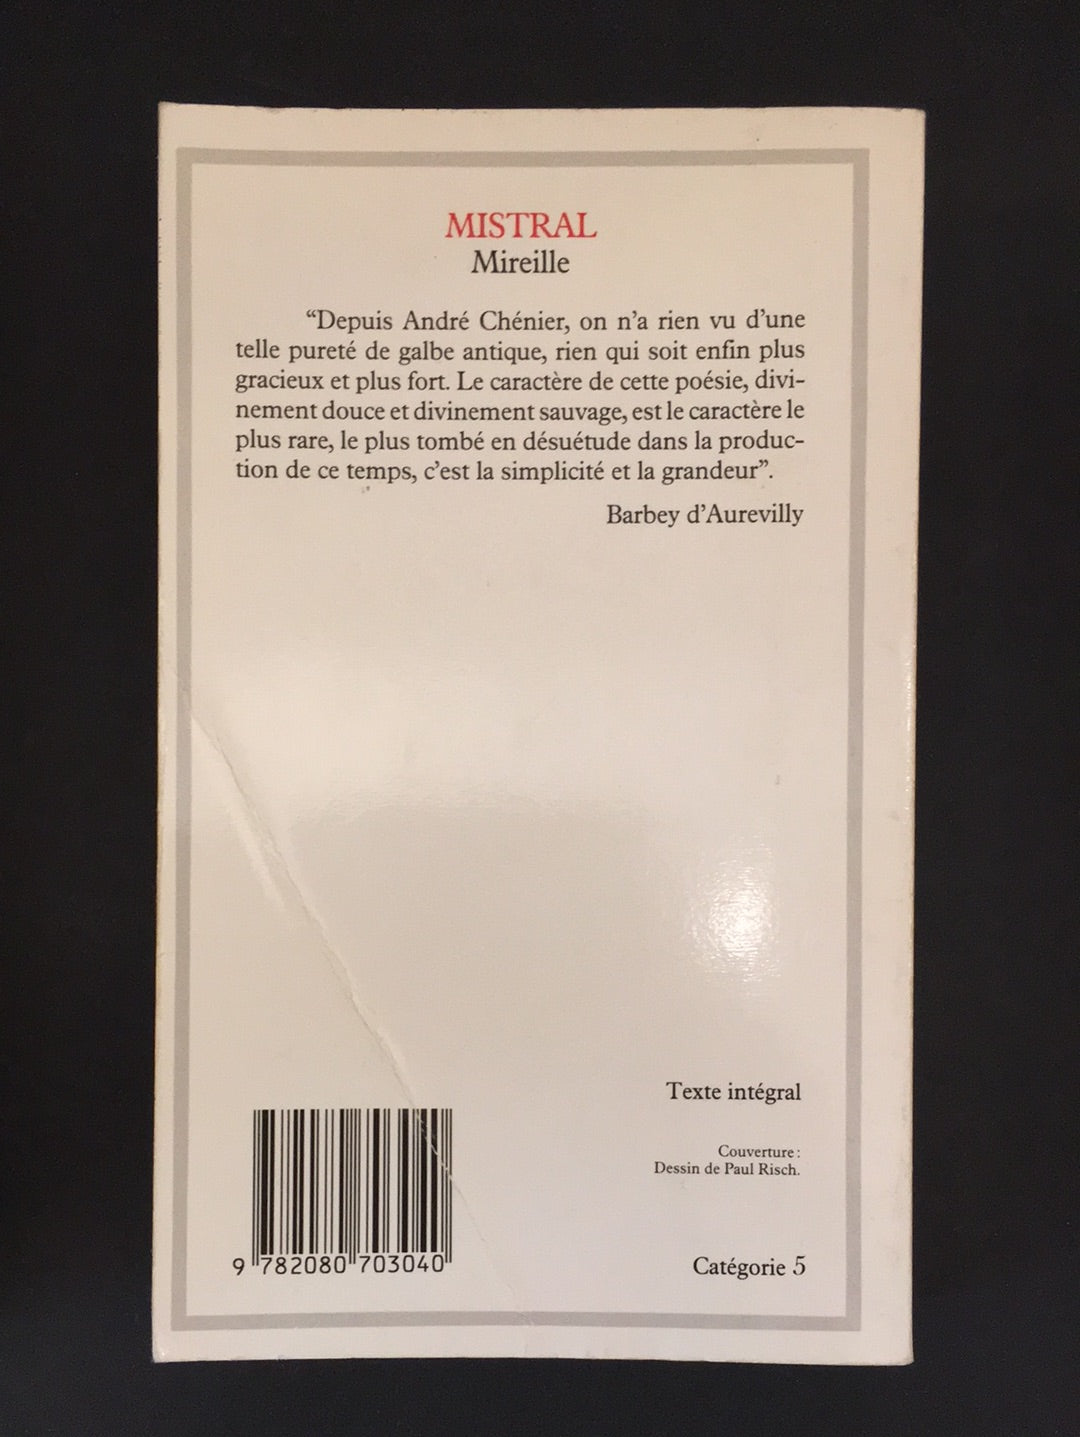 MISTRAL
Mireille
“Depuis André Chénier, on n’a rien vu d’une
telle pureté de galbe antique, rien qui soit enfin plus
gracieux et plus fort. Le caractère de cette poésie, divi-
nement douce et divinement sauvage, est le caractère le
plus rare, le plus tombé en désuétude dans la produc-
tion de ce temps, c’est la simplicité et la grandeur”.
Barbey d’Aurevilly
Texte intégral
Couverture :
Dessin de Paul Risch.
9 782080 703040
Catégorie 5